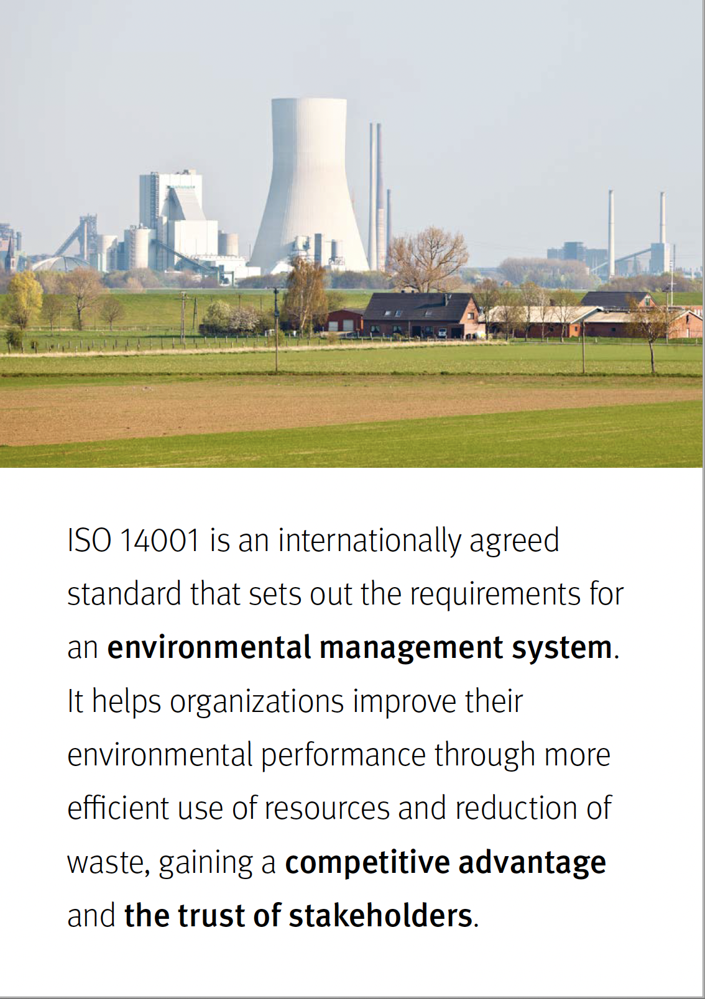 ISO 14001 is an internationally agreed
standard that sets out the requirements for
an environmental management system.
It helps organizations improve their
environmental performance through more
efficient use of resources and reduction of
waste, gaining a competitive advantage
and the trust of stakeholders.